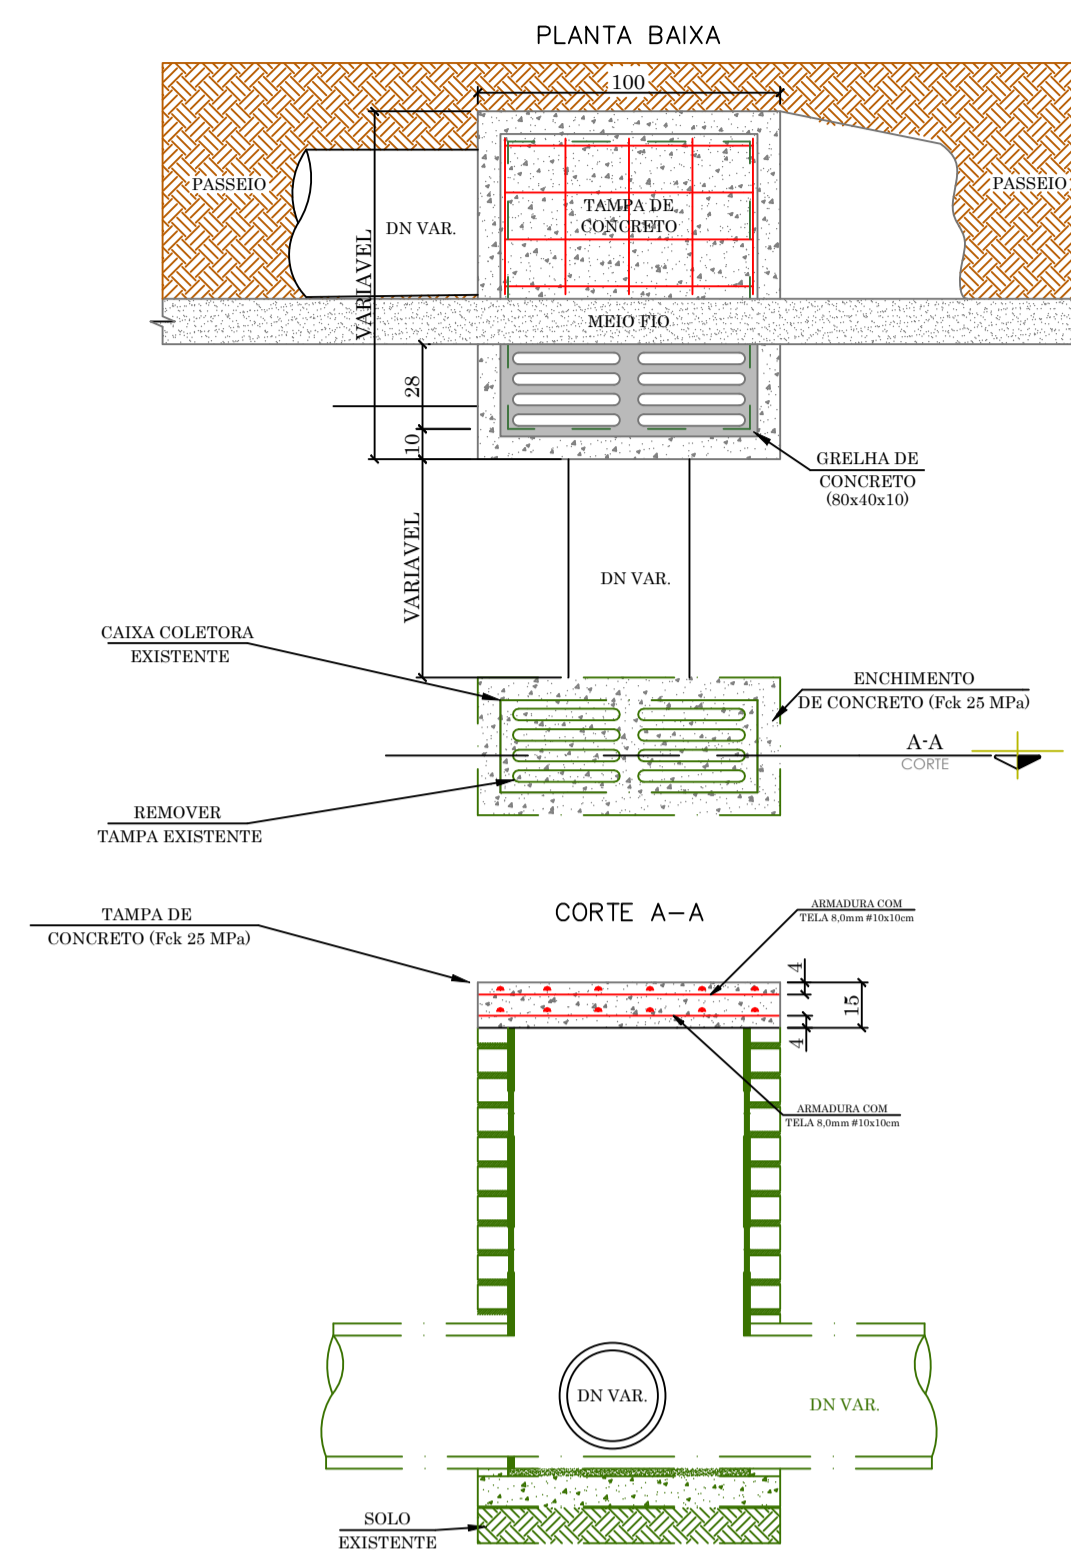 PLANTA BAIXA
100
PASSEIO
PASSEIO
DN VAR.
TAMPA DE
CONCRETO
VARIAVEL
MEIO FIO
28
10
GRELHA DE
CONCRETO
(80x40x10)
VARIAVEL
DN VAR.
CAIXA COLETORA
EXISTENTE
ENCHIMENTO
DE CONCRETO (Fck 25 MPa)
A-A
CORTE
REMOVER
TAMPA EXISTENTE
CORTE A-A
TAMPA DE
CONCRETO (Fck 25 MPa)
ARMADURA COM
TELA 8,0mm #10x10cm
4
15
4
ARMADURA COM
TELA 8,0mm #10x10cm
DN VAR.
DN VAR.
SOLO
EXISTENTE